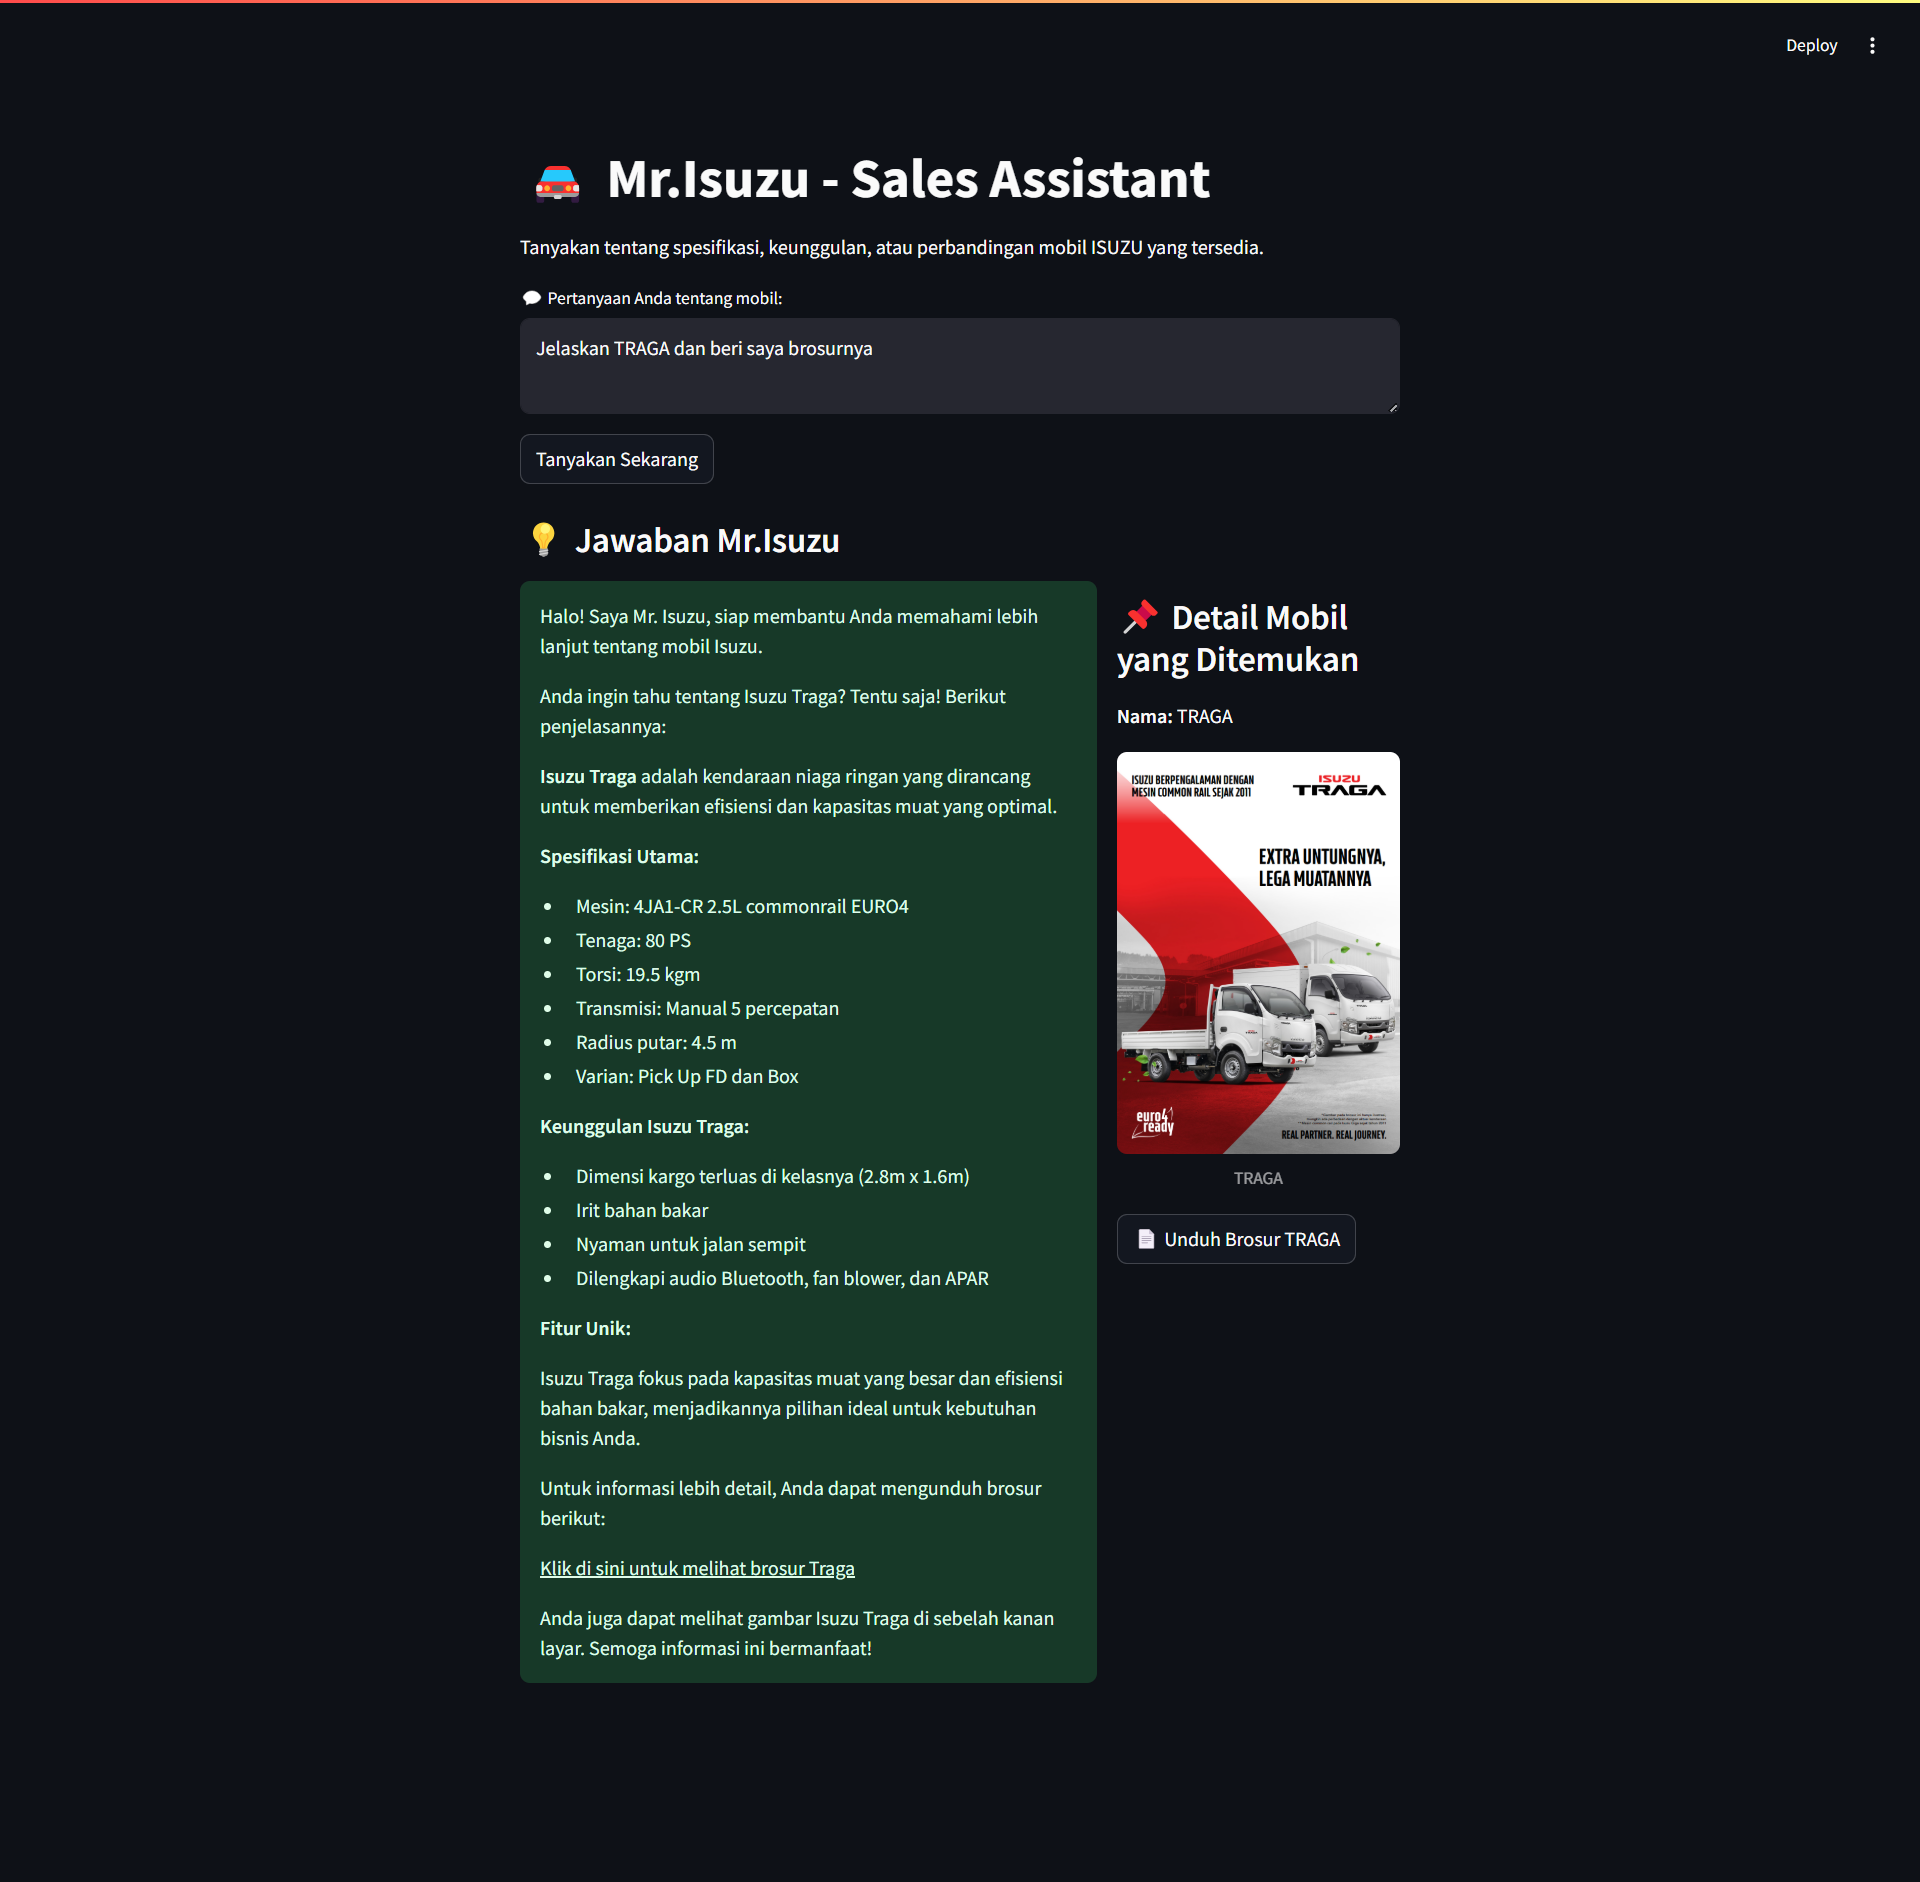 Deploy
Mr.Isuzu - Sales Assistant
Tanyakan tentang spesifikasi, keunggulan, atau perbandingan mobil ISUZU yang tersedia.
Pertanyaan Anda tentang mobil:
Jelaskan TRAGA dan beri saya brosurnya
Tanyakan Sekarang
Jawaban Mr.Isuzu
Halo! Saya Mr. Isuzu, siap membantu Anda memahami lebih
lanjut tentang mobil Isuzu.
Anda ingin tahu tentang Isuzu Traga? Tentu saja! Berikut
penjelasannya:
Isuzu Traga adalah kendaraan niaga ringan yang dirancang
untuk memberikan efisiensi dan kapasitas muat yang optimal.
Spesifikasi Utama:
Mesin: 4JA1-CR 2.5L commonrail EURO4
Tenaga: 80 PS
Torsi: 19.5 kgm
Transmisi: Manual 5 percepatan
Radius putar: 4.5 m
Varian: Pick Up FD dan Box
Keunggulan Isuzu Traga:
Dimensi kargo terluas di kelasnya (2.8m x 1.6m)
Irit bahan bakar
Nyaman untuk jalan sempit
Dilengkapi audio Bluetooth, fan blower, dan APAR
Fitur Unik:
Isuzu Traga fokus pada kapasitas muat yang besar dan efisiensi
bahan bakar, menjadikannya pilihan ideal untuk kebutuhan
bisnis Anda.
Untuk informasi lebih detail, Anda dapat mengunduh brosur
berikut:
Klik di sini untuk melihat brosur Traga
Anda juga dapat melihat gambar Isuzu Traga di sebelah kanan
layar. Semoga informasi ini bermanfaat!
Detail Mobil
yang Ditemukan
Nama: TRAGA
ISUZU BERPENGALAMAN DENGAN
MESIN COMMON RAIL SEJAK 2011
ISUZU
TRAGA
EXTRA UNTUNGNYA,
LEGA MUATANNYA
euro4
ready
REAL PARTNER. REAL JOURNEY.
TRAGA
Unduh Brosur TRAGA